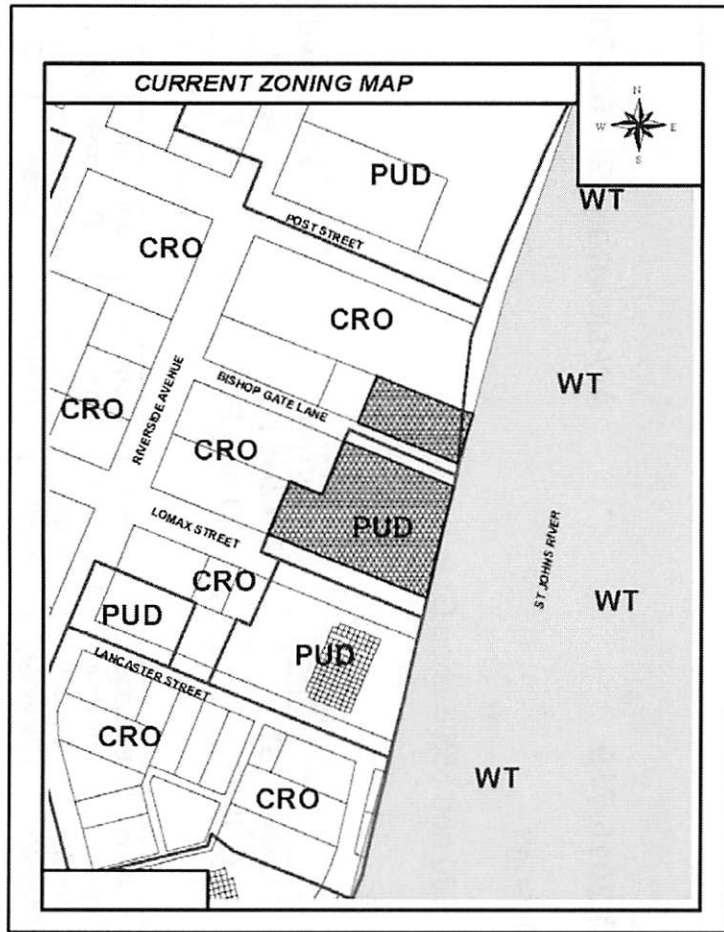 CURRENT ZONING MAP
N
W E
S
PUD
WT
POST STREET
CRO
CRO
WT
RIVERSIDE AVENUE
BISHOP GATE LANE
CRO
CRO
LOMAX STREET
PUD
ST JOHNS RIVER
CRO
WT
PUD
PUD
LANCASTER STREET
CRO
WT
CRO